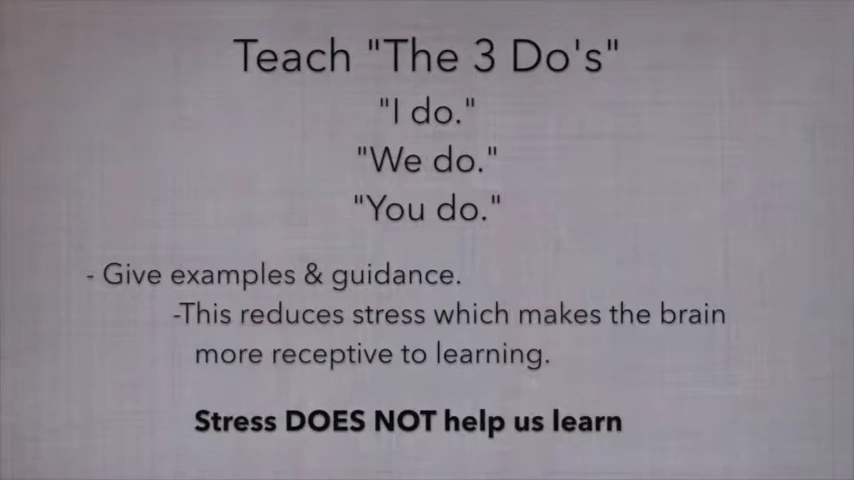 Teach "The 3 Do's"
"I do."
"We do."
"You do."
- Give examples & guidance.
-This reduces stress which makes the brain
more receptive to learning.
Stress DOES NOT help us learn